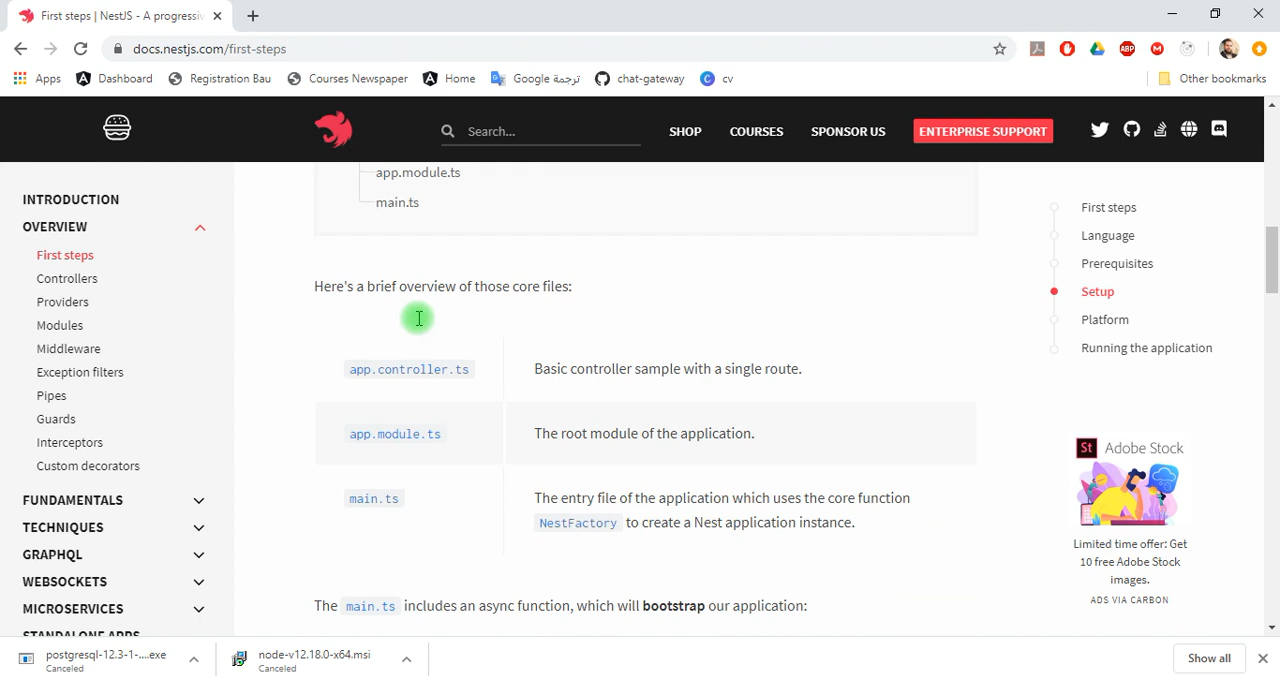 First steps | NestJS - A progressiv
docs.nestjs.com/first-steps
ABP
Apps
Dashboard
Registration Bau
Courses Newspaper
Home
Google ترجمة
chat-gateway
C
cv
Other bookmarks
Search...
SHOP
COURSES
SPONSOR US
ENTERPRISE SUPPORT
INTRODUCTION
OVERVIEW
First steps
Controllers
Providers
Modules
Middleware
Exception filters
Pipes
Guards
Interceptors
Custom decorators
FUNDAMENTALS
TECHNIQUES
GRAPHQL
WEBSOCKETS
MICROSERVICES
STANDALONE APPS
app.module.ts
main.ts
Here's a brief overview of those core files:
app.controller.ts
Basic controller sample with a single route.
app.module.ts
The root module of the application.
main.ts
The entry file of the application which uses the core function
NestFactory to create a Nest application instance.
The main.ts includes an async function, which will bootstrap our application:
First steps
Language
Prerequisites
Setup
Platform
Running the application
St Adobe Stock
Limited time offer: Get
10 free Adobe Stock
images.
ADS VIA CARBON
postgresql-12.3-1-....exe
Canceled
node-v12.18.0-x64.msi
Canceled
Show all